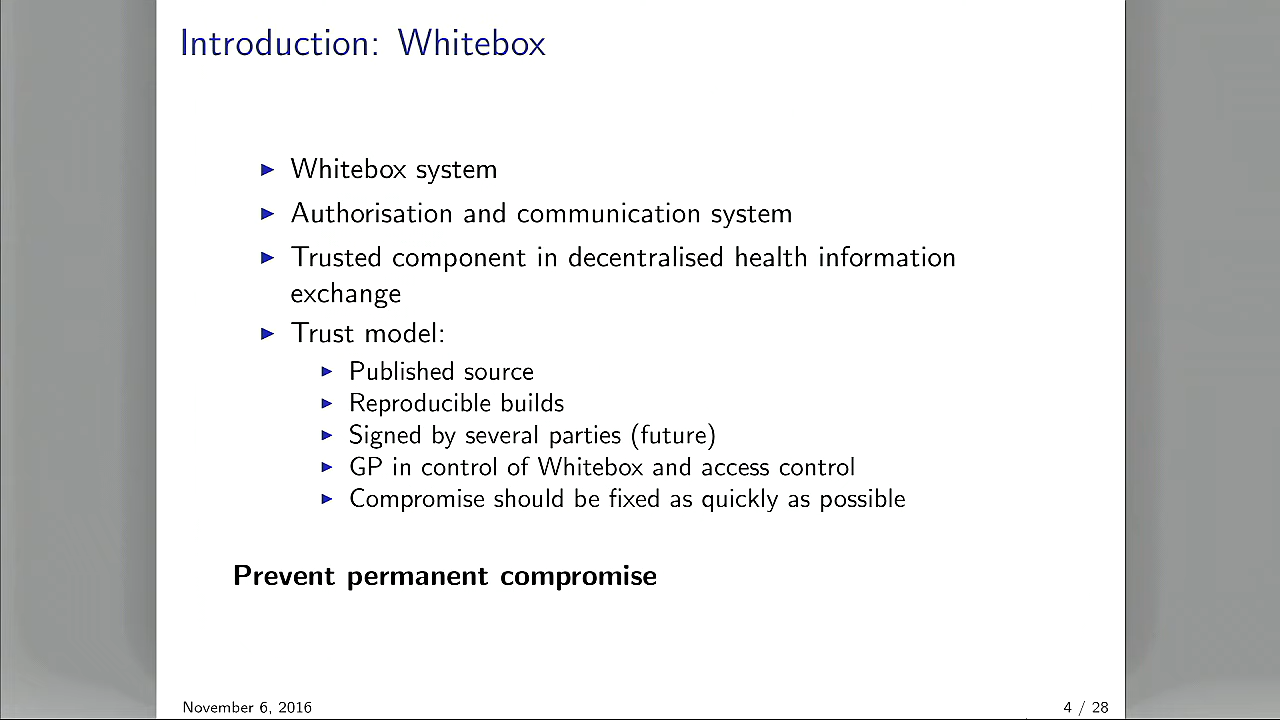 Introduction: Whitebox
Whitebox system
Authorisation and communication system
Trusted component in decentralised health information
exchange
Trust model:
Published source
Reproducible builds
Signed by several parties (future)
GP in control of Whitebox and access control
Compromise should be fixed as quickly as possible
Prevent permanent compromise
November 6, 2016
4 / 28